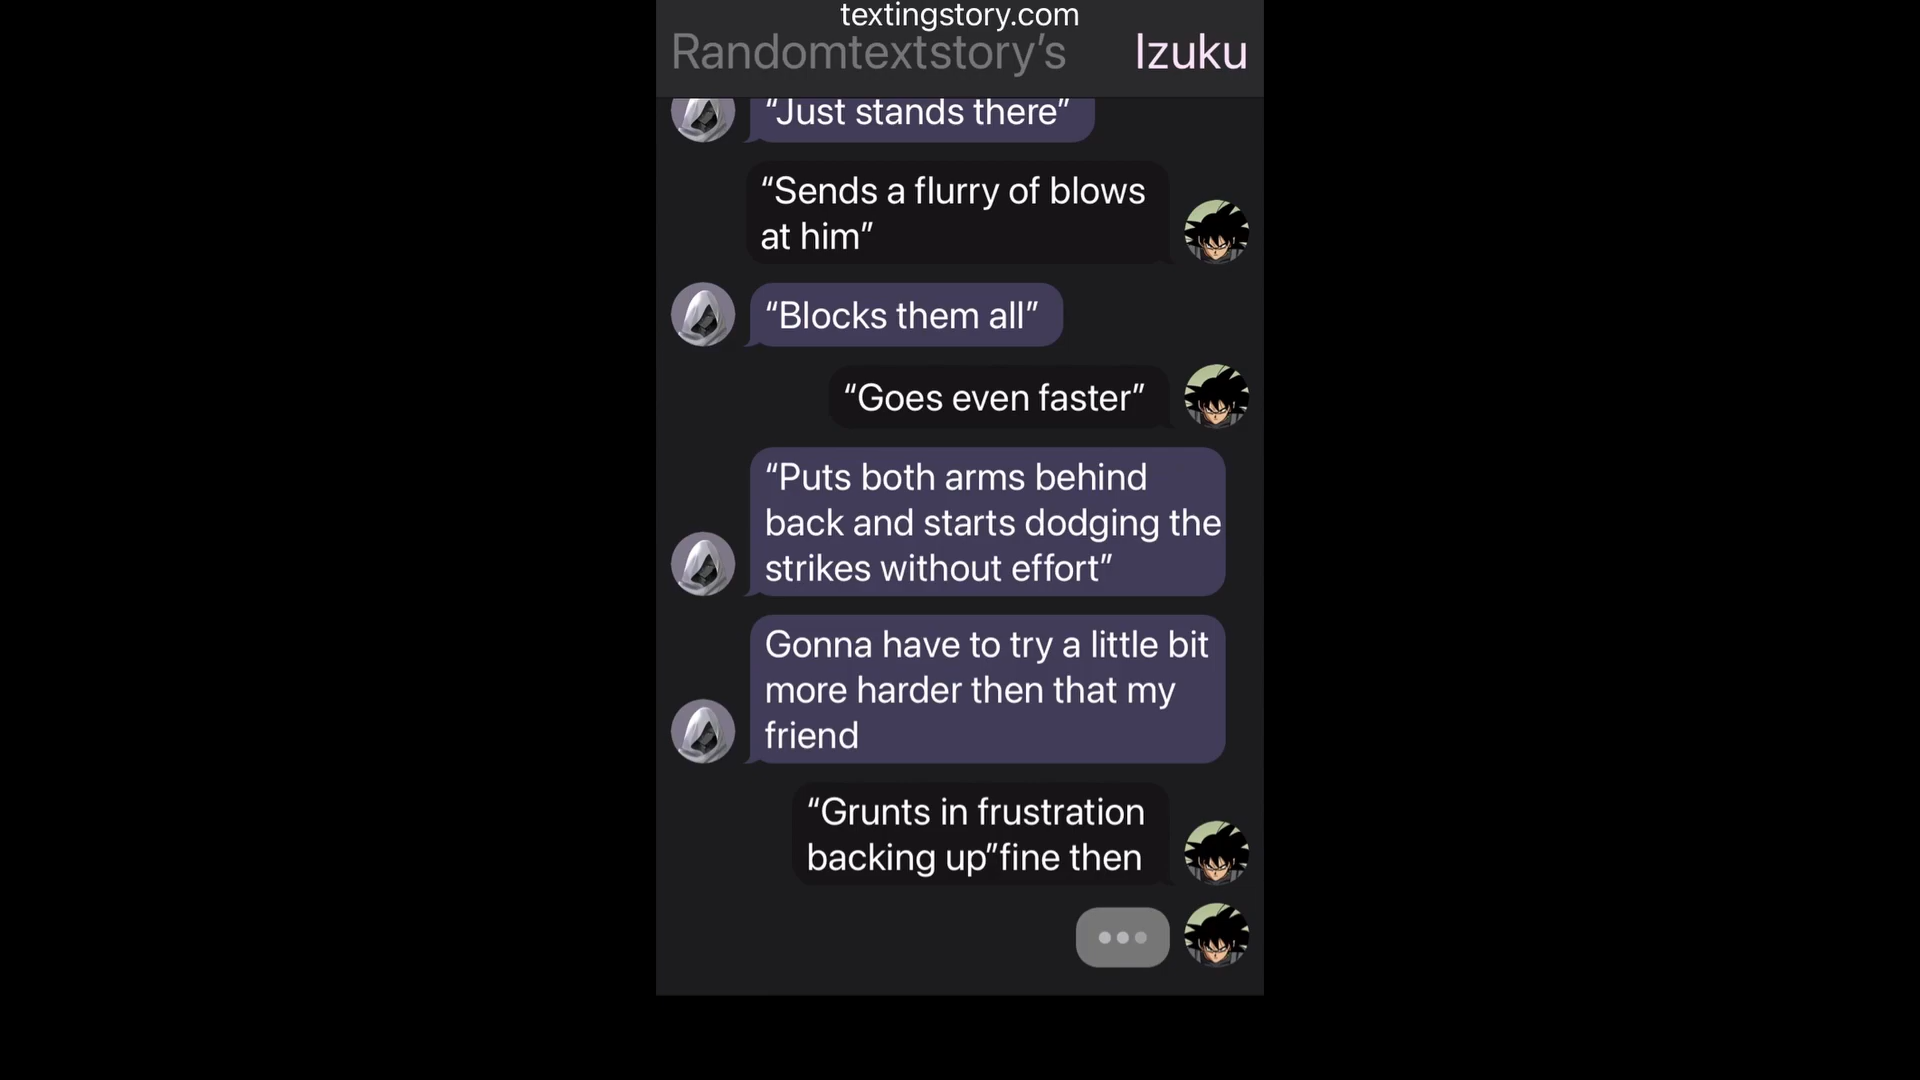 textingstory.com
Randomtextstory’s Izuku
“Just stands there”
“Sends a flurry of blows
at him”
“Blocks them all”
“Goes even faster”
“Puts both arms behind
back and starts dodging the
strikes without effort”
Gonna have to try a little bit
more harder then that my
friend
“Grunts in frustration
backing up”fine then